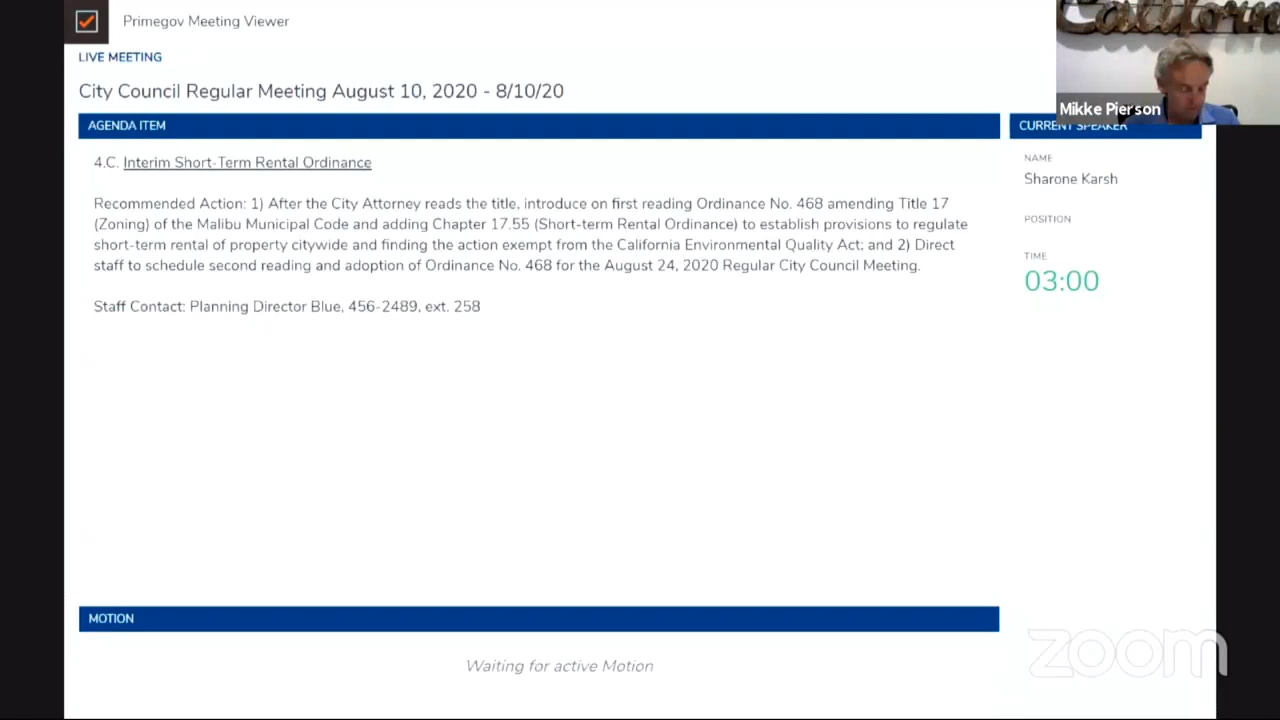 Primegov Meeting Viewer
LIVE MEETING
City Council Regular Meeting August 10, 2020 - 8/10/20
AGENDA ITEM
4.C. Interim Short-Term Rental Ordinance
Recommended Action: 1) After the City Attorney reads the title, introduce on first reading Ordinance No. 468 amending Title 17
(Zoning) of the Malibu Municipal Code and adding Chapter 17.55 (Short-term Rental Ordinance) to establish provisions to regulate
short-term rental of property citywide and finding the action exempt from the California Environmental Quality Act; and 2) Direct
staff to schedule second reading and adoption of Ordinance No. 468 for the August 24, 2020 Regular City Council Meeting.
Staff Contact: Planning Director Blue, 456-2489, ext. 258
MOTION
Waiting for active Motion
Californ
Mikke Pierson
CURRENT SPEAKER
NAME
Sharone Karsh
POSITION
TIME
03:00
zoom